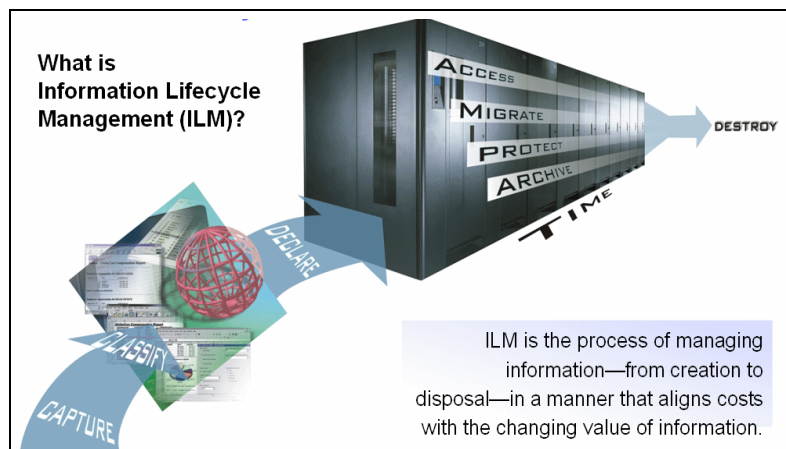 What is
Information Lifecycle
Management (ILM)?
ACCESS
MIGRATE
PROTECT
ARCHIVE
TIME
DESTROY
DECLARE
CLASSIFY
CAPTURE
ILM is the process of managing
information—from creation to
disposal—in a manner that aligns costs
with the changing value of information.